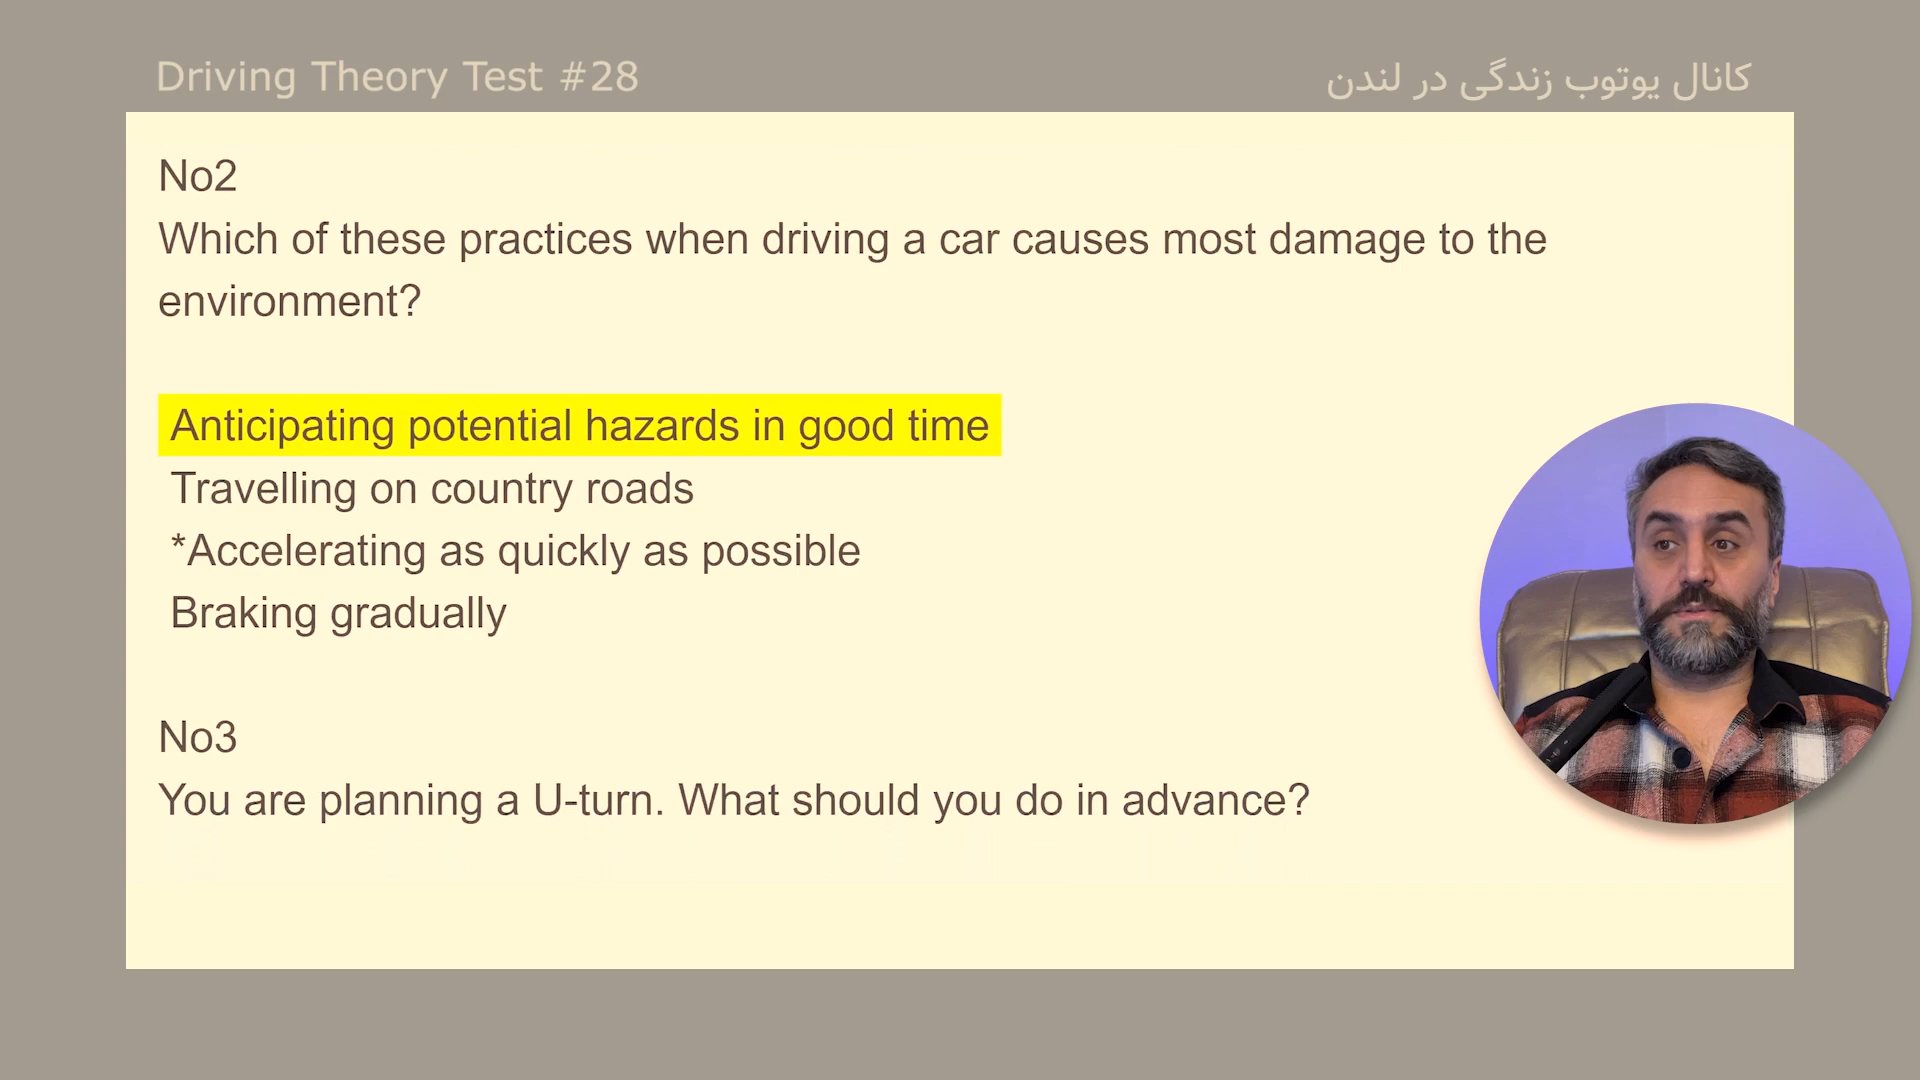 Driving Theory Test #28
کانال یوتوب زندگی در لندن
No2
Which of these practices when driving a car causes most damage to the
environment?
Anticipating potential hazards in good time
Travelling on country roads
*Accelerating as quickly as possible
Braking gradually
No3
You are planning a U-turn. What should you do in advance?